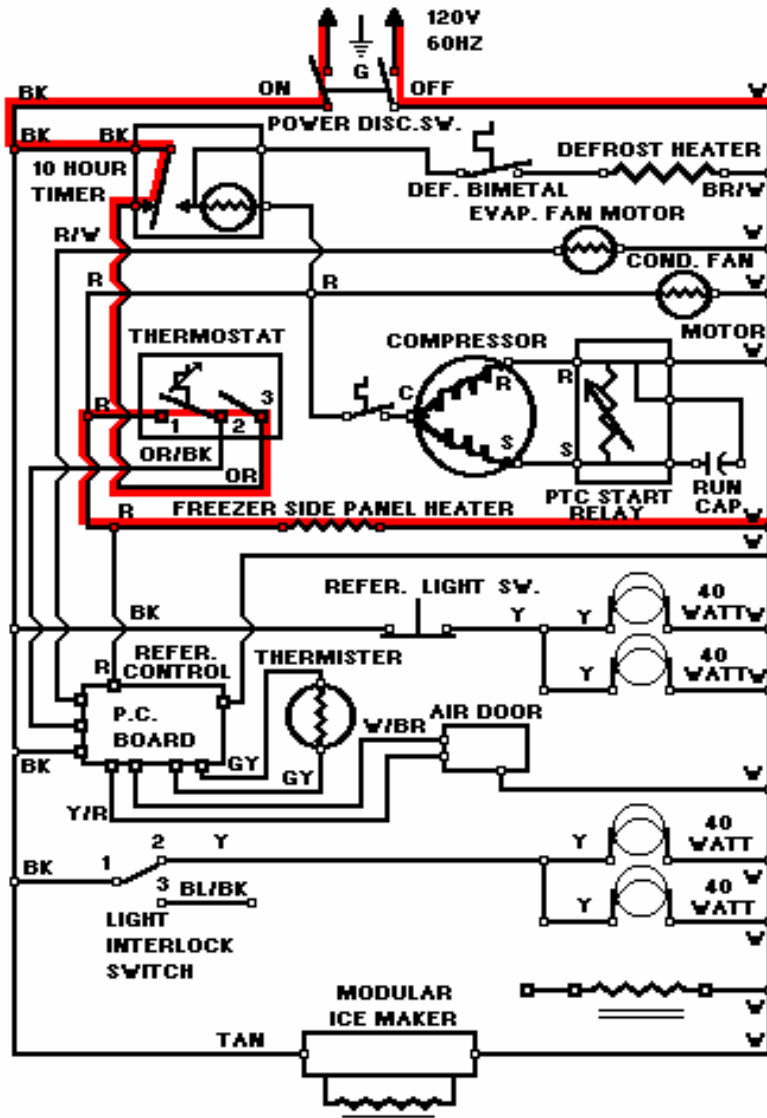 120V
60HZ
G
ON
OFF
BK
W
POWER DISC.SW.
BK
BK
10 HOUR
TIMER
DEFROST HEATER
DEF. BIMETAL
BR/W
EVAP. FAN MOTOR
R/W
W
COND. FAN
R
R
MOTOR
THERMOSTAT
COMPRESSOR
W
3
R
R
R
C
1
2
S
S
OR/BK
OR
PTC START
RELAY
RUN
CAP
FREEZER SIDE PANEL HEATER
W
R
W
REFER. LIGHT SW.
40
WATT
W
BK
Y
Y
REFER.
CONTROL
THERMISTER
40
WATT
W
R
Y
P.C.
BOARD
W/BR
AIR DOOR
BK
GY
GY
W
Y/R
2
Y
Y
40
WATT
BK
1
W
3
BL/BK
Y
40
WATT
LIGHT
INTERLOCK
SWITCH
W
MODULAR
ICE MAKER
W
TAN
W